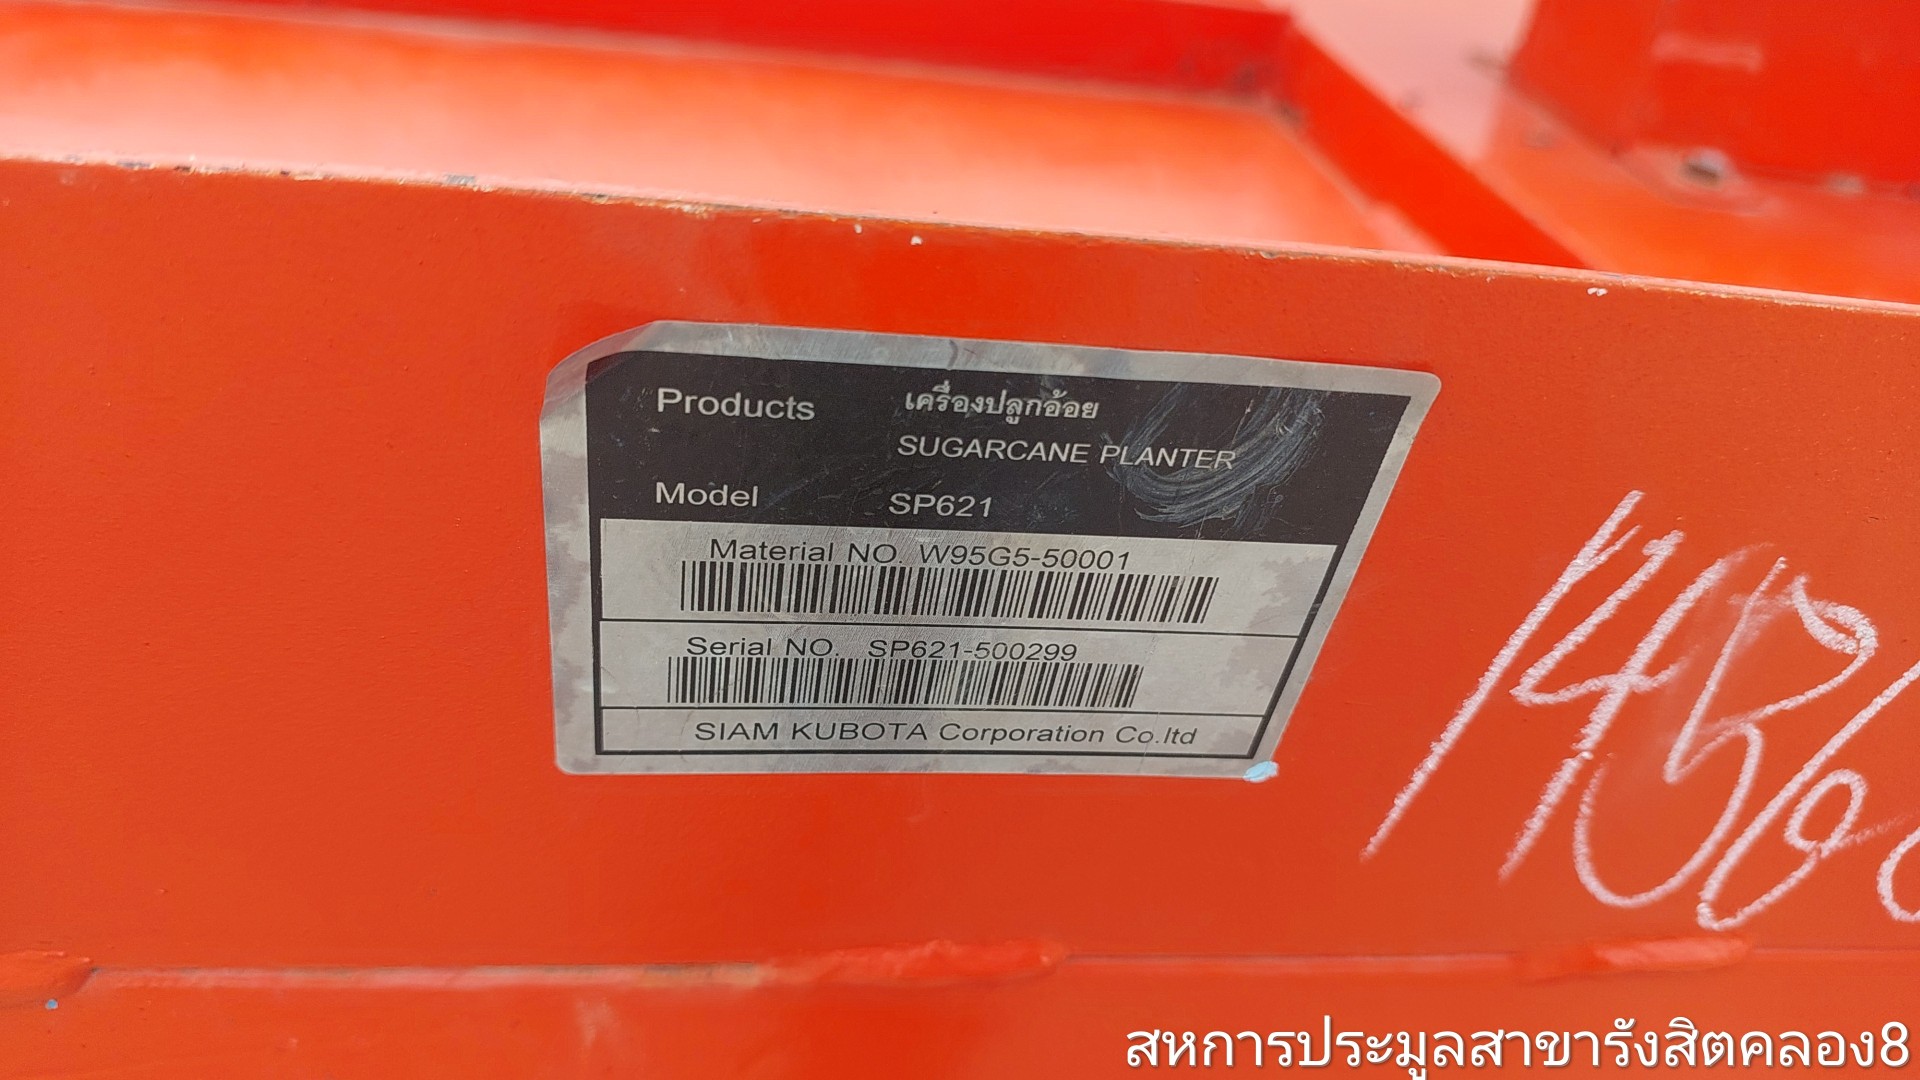 Products เครื่องปลูกอ้อย
SUGARCANE PLANTER
Model SP621
Material NO. W95G5-50001
Serial NO. SP621-500299
SIAM KUBOTA Corporation Co.ltd
สหการประมูลสาขารังสิตคลอง8